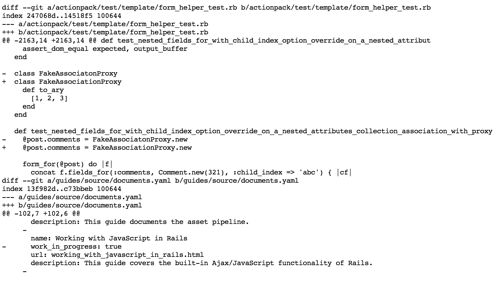 diff --git a/actionpack/test/template/form_helper_test.rb b/actionpack/test/template/form_helper_test.rb
index 247068d..14518f5 100644
--- a/actionpack/test/template/form_helper_test.rb
+++ b/actionpack/test/template/form_helper_test.rb
@@ -2163,14 +2163,14 @@ def test_nested_fields_for_with_child_index_option_override_on_a_nested_attribut
     assert_dom_equal expected, output_buffer
   end

-  class FakeAssociatonProxy
+  class FakeAssociationProxy
     def to_ary
       [1, 2, 3]
     end
   end

   def test_nested_fields_for_with_child_index_option_override_on_a_nested_attributes_collection_association_with_proxy
-    @post.comments = FakeAssociatonProxy.new
+    @post.comments = FakeAssociationProxy.new

     form_for(@post) do |f|
       concat f.fields_for(:comments, Comment.new(321), :child_index => 'abc') { |cf|
diff --git a/guides/source/documents.yaml b/guides/source/documents.yaml
index 13f982d..c73bbeb 100644
--- a/guides/source/documents.yaml
+++ b/guides/source/documents.yaml
@@ -102,7 +102,6 @@
       description: This guide documents the asset pipeline.
     -
       name: Working with JavaScript in Rails
-      work_in_progress: true
       url: working_with_javascript_in_rails.html
       description: This guide covers the built-in Ajax/JavaScript functionality of Rails.
     -